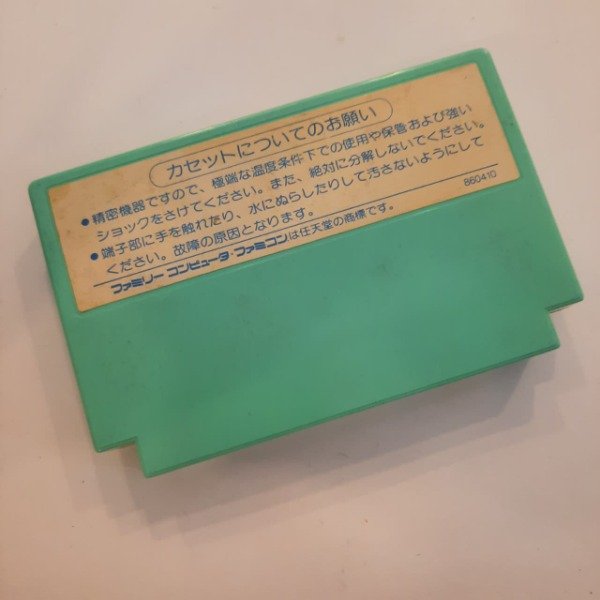 カセットについてのお願い
●精密機器ですので、極端な温度条件下での使用や保管および強い
ショックをさけてください。また、絶対に分解しないでください。
●端子部に手を触れたり、水にぬらしたりして汚さないようにして
ください。故障の原因となります。
860410
ファミリー コンピュータ・ファミコンは任天堂の商標です。